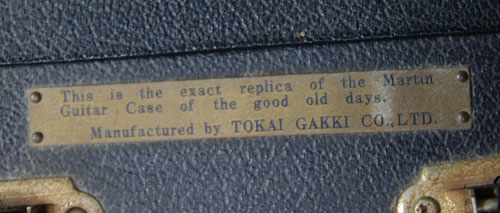 This is the exact replica of the Martin
Guitar Case of the good old days.
Manufactured by TOKAI GAKKI CO.,LTD.